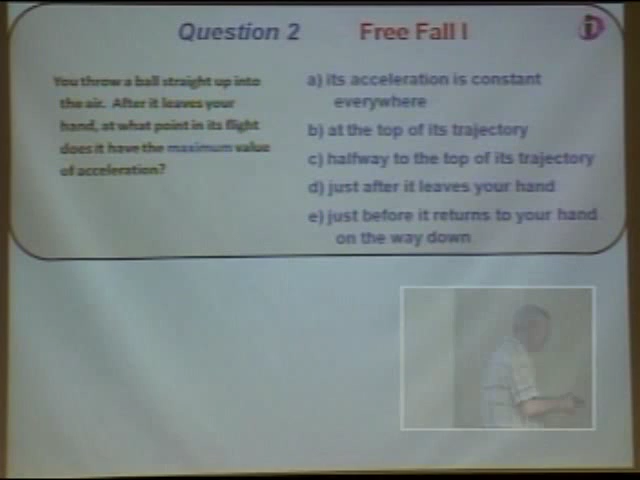 Question 2
Free Fall I
You throw a ball straight up into
the air. After it leaves your
hand, at what point in its flight
does it have the maximum value
of acceleration?
a) its acceleration is constant
everywhere
b) at the top of its trajectory
c) halfway to the top of its trajectory
d) just after it leaves your hand
e) just before it returns to your hand
on the way down